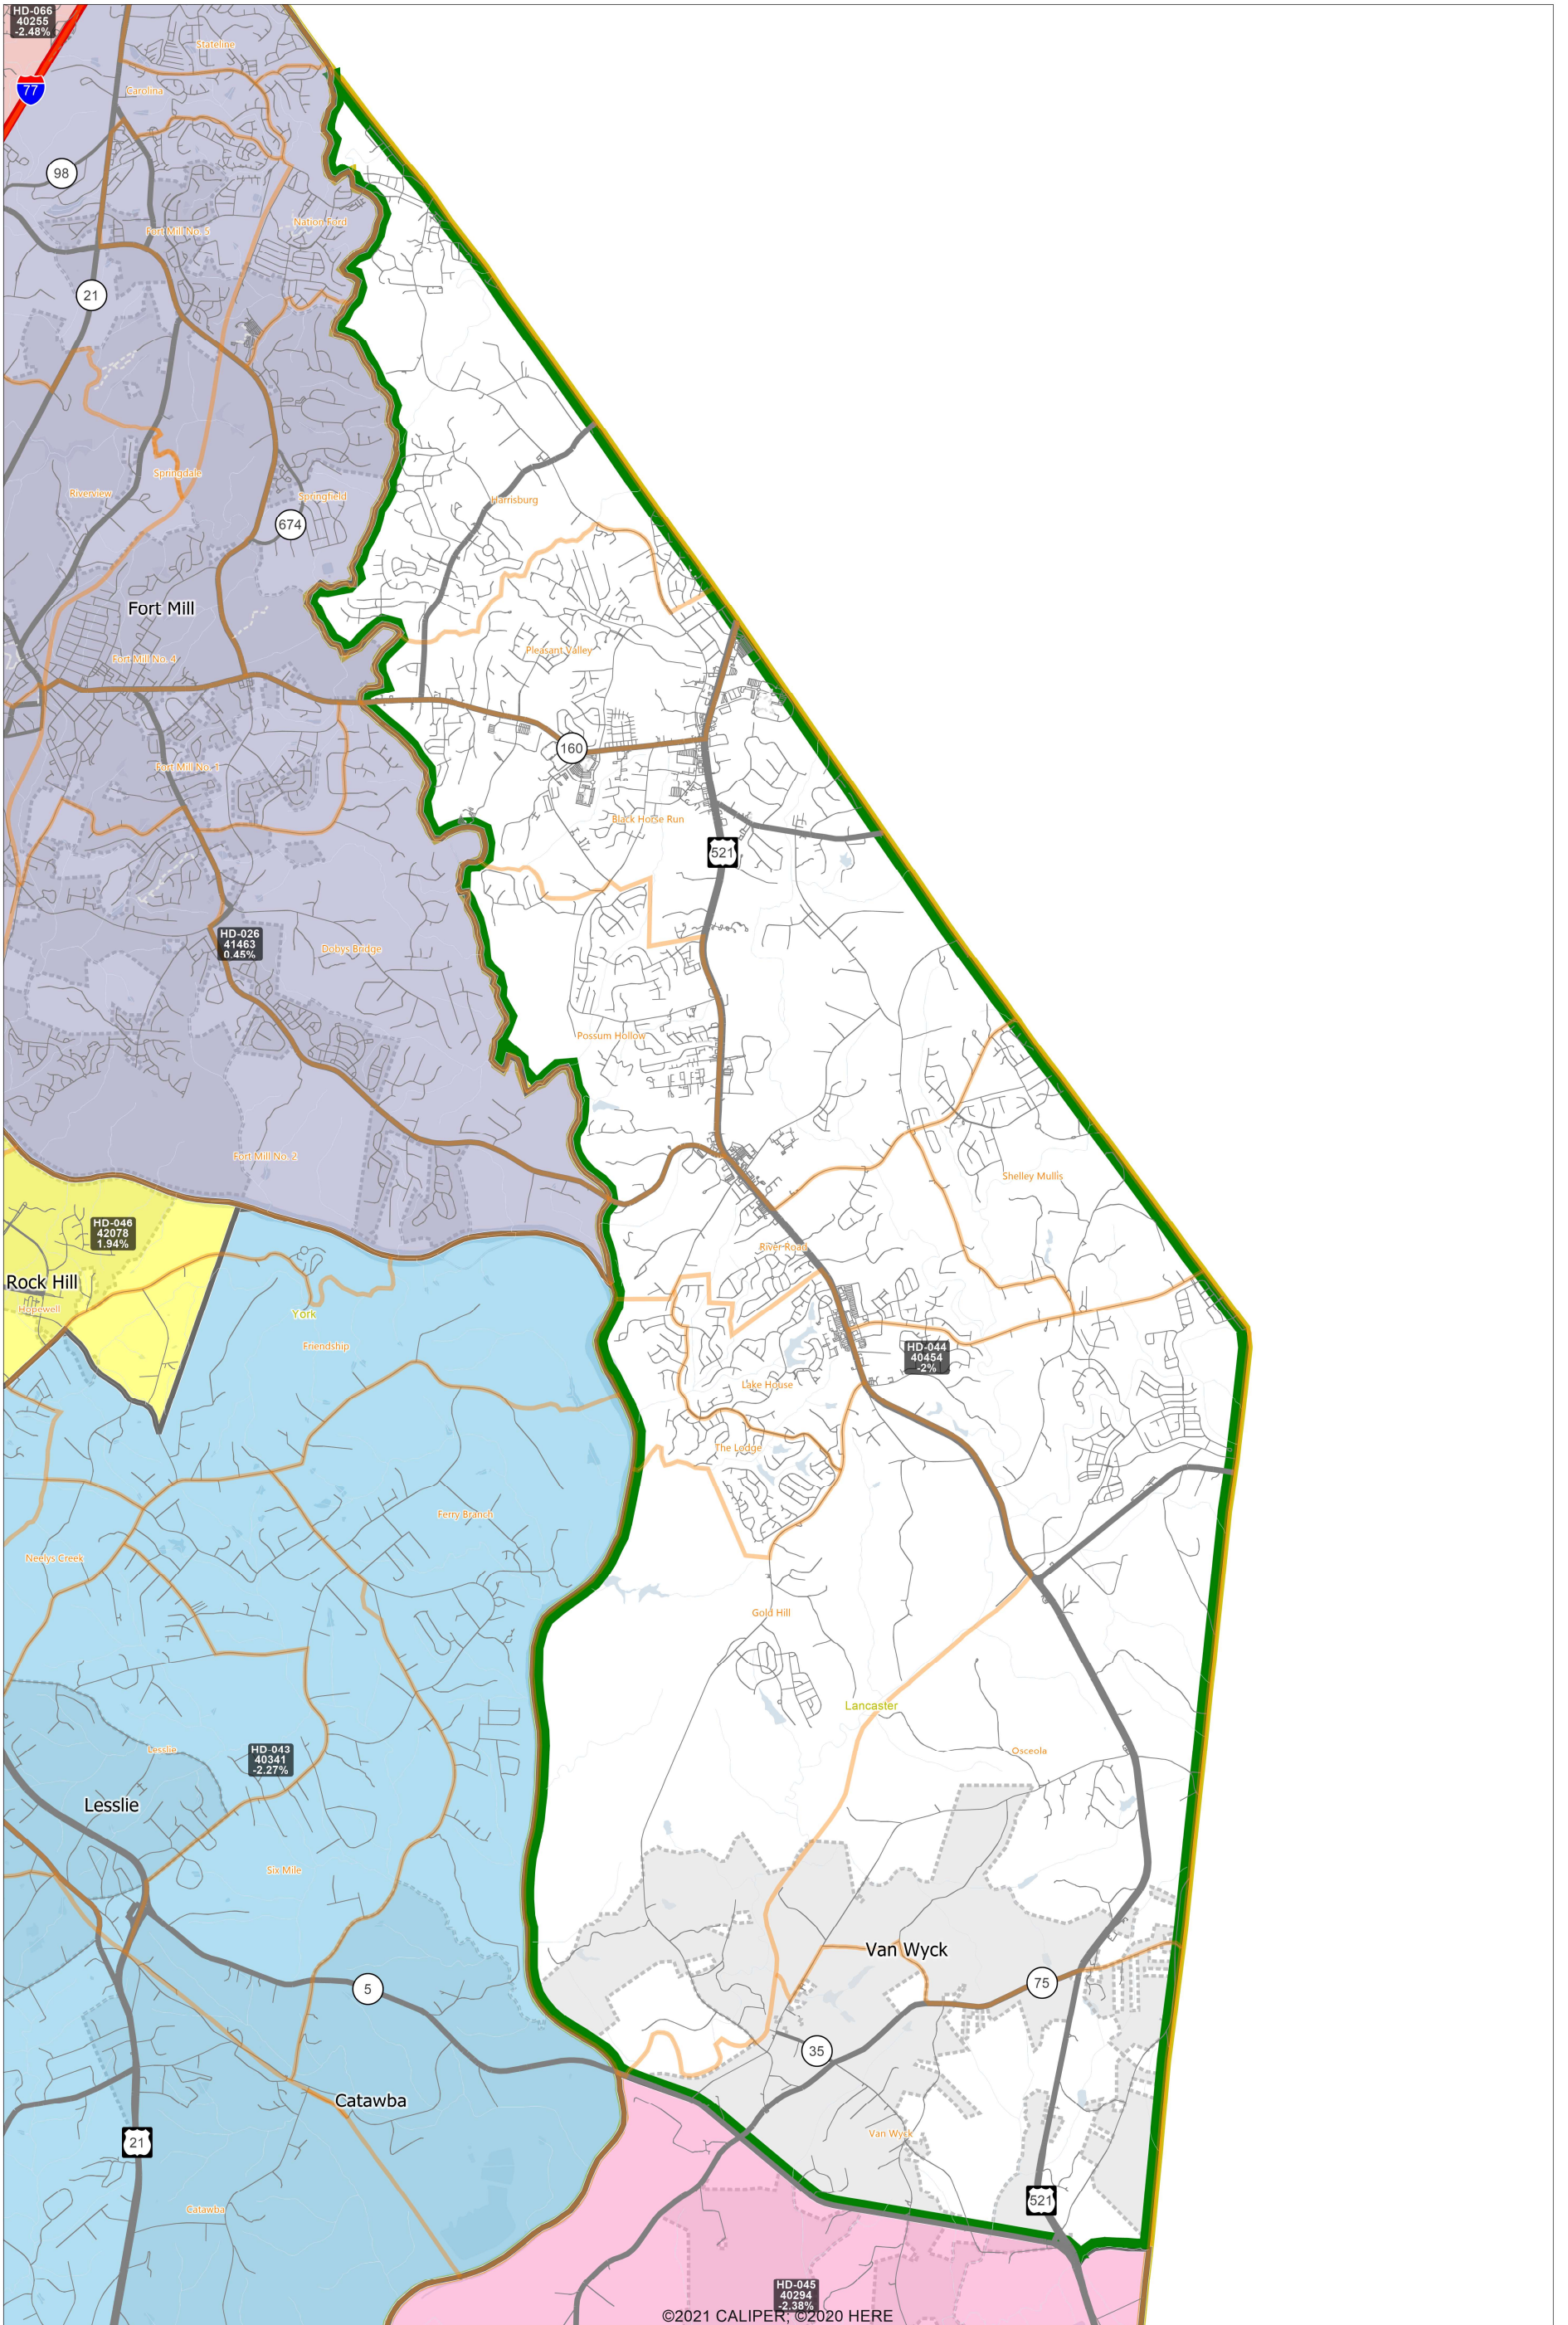 HD-066
40255
-2.48%
Stateline
77
Carolina
98
Nation Ford
Fort Mill No. 5
21
Harrisburg
Springdale
Riverview
Springfield
674
Fort Mill
Pleasant Valley
Fort Mill No. 4
160
Fort Mill No. 1
Black Horse Run
521
HD-026
41463
0.45%
Dobys Bridge
Possum Hollow
Fort Mill No. 2
Shelley Mullis
HD-046
42078
1.94%
River Road
Rock Hill
Hopewell
York
Friendship
HD-044
40454
-2%
Lake House
The Lodge
Ferry Branch
Neelys Creek
Gold Hill
Lancaster
Lesslie
HD-043
40341
-2.27%
Osceola
Lesslie
Six Mile
Van Wyck
5
75
35
Catawba
Van Wyck
21
521
Catawba
HD-045
40294
-2.38%
©2021 CALIPER; ©2020 HERE